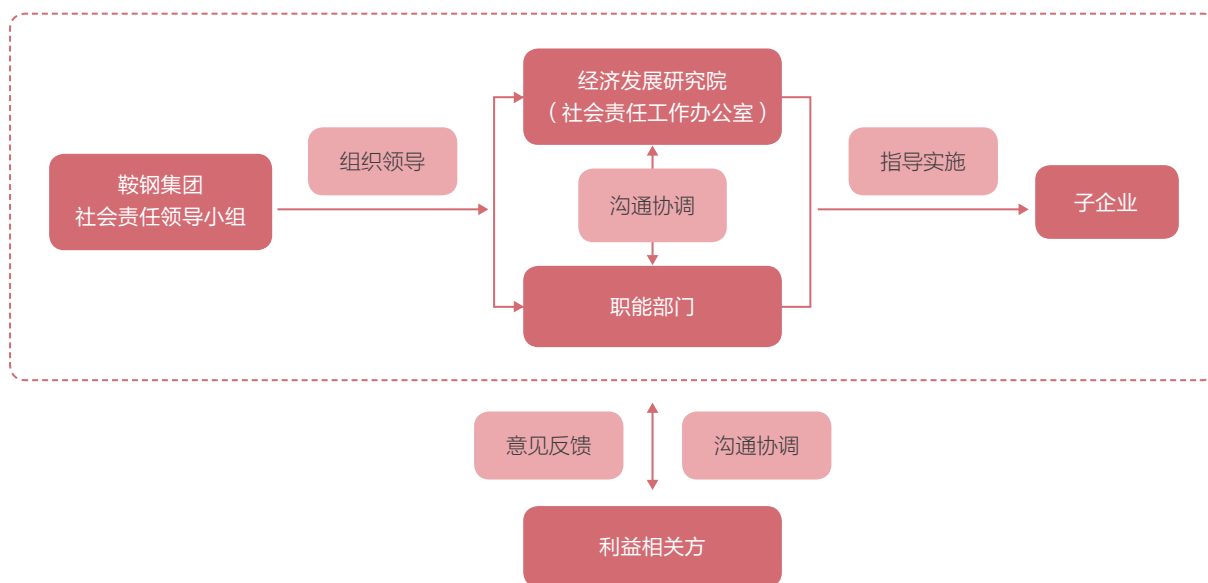 经济发展研究院
（社会责任工作办公室）
组织领导
指导实施
鞍钢集团
社会责任领导小组
沟通协调
子企业
职能部门
意见反馈
沟通协调
利益相关方